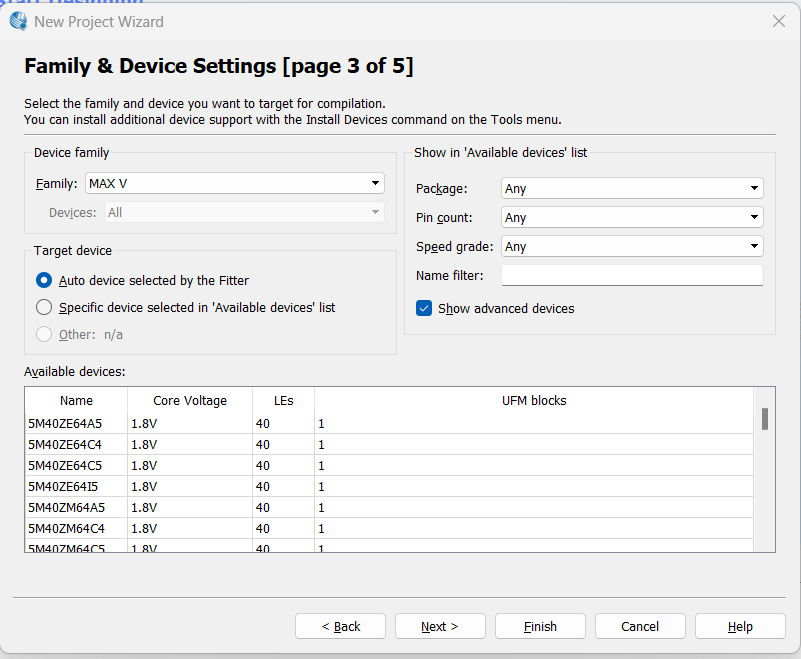 New Project Wizard
Family & Device Settings [page 3 of 5]
Select the family and device you want to target for compilation.
You can install additional device support with the Install Devices command on the Tools menu.
Device family
Family: MAX V
Devices: All
Target device
Auto device selected by the Fitter
Specific device selected in 'Available devices' list
Other: n/a
Show in 'Available devices' list
Package: Any
Pin count: Any
Speed grade: Any
Name filter:
Show advanced devices
Available devices:
Name Core Voltage LEs UFM blocks
5M40ZE64A5 1.8V 40 1
5M40ZE64C4 1.8V 40 1
5M40ZE64C5 1.8V 40 1
5M40ZE64I5 1.8V 40 1
5M40ZM64A5 1.8V 40 1
5M40ZM64C4 1.8V 40 1
5M40ZM64C5 1.8V 40 1
< Back Next > Finish Cancel Help